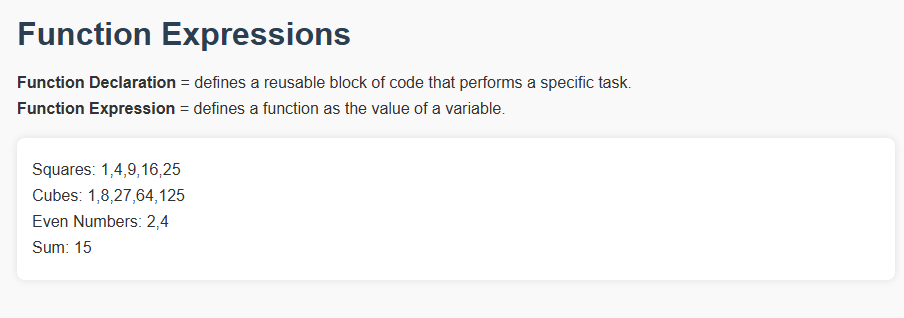 Function Expressions
Function Declaration = defines a reusable block of code that performs a specific task.
Function Expression = defines a function as the value of a variable.
Squares: 1,4,9,16,25
Cubes: 1,8,27,64,125
Even Numbers: 2,4
Sum: 15